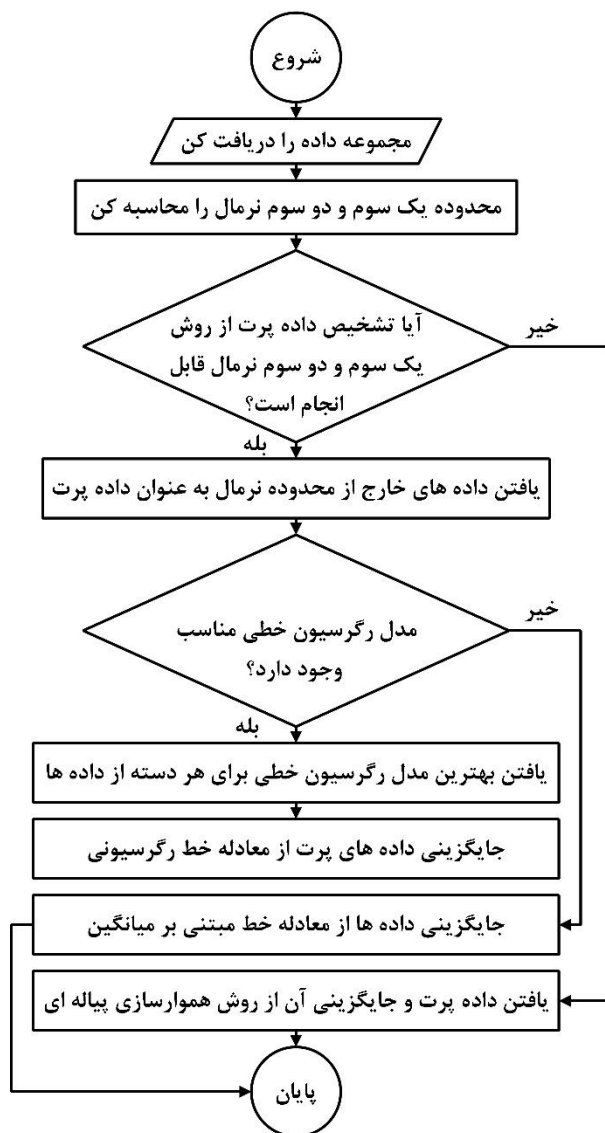 شروع
مجموعه داده را دریافت کن
محدوده یک سوم و دو سوم نرمال را محاسبه کن
آیا تشخیص داده پرت از روش
یک سوم و دو سوم نرمال قابل
انجام است؟
خیر
بله
یافتن داده های خارج از محدوده نرمال به عنوان داده پرت
مدل رگرسیون خطی مناسب
وجود دارد؟
خیر
بله
یافتن بهترین مدل رگرسیون خطی برای هر دسته از داده ها
جایگزینی داده های پرت از معادله خط رگرسیونی
جایگزینی داده ها از معادله خط مبتنی بر میانگین
یافتن داده پرت و جایگزینی آن از روش هموارسازی پیاله ای
پایان